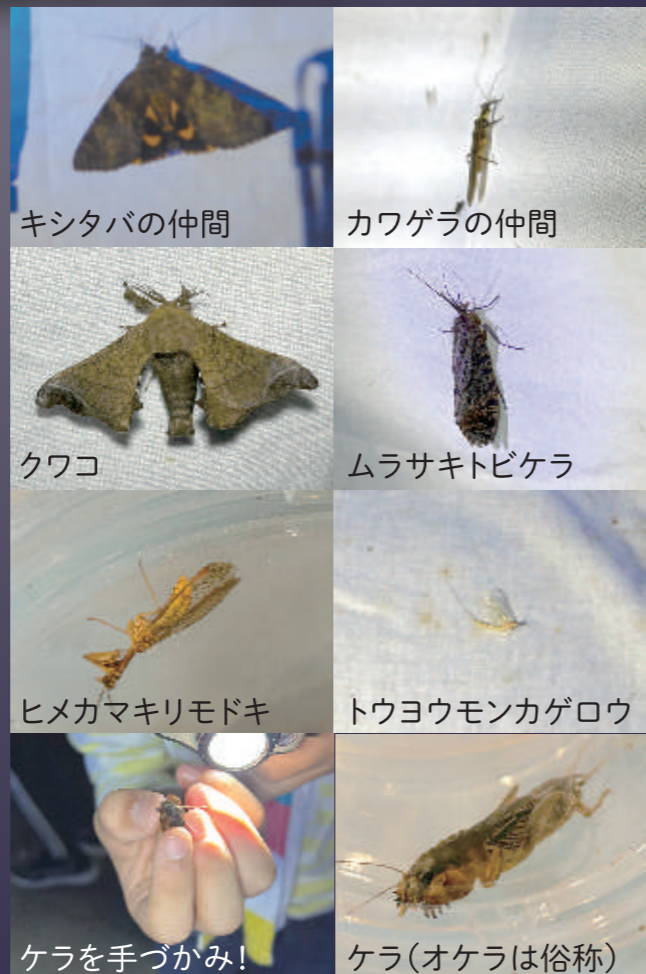 キシタバの仲間
カワゲラの仲間
クワコ
ムラサキトビケラ
ヒメカマキリモドキ
トウヨウモンカゲロウ
ケラを手づかみ!
ケラ(オケラは俗称)